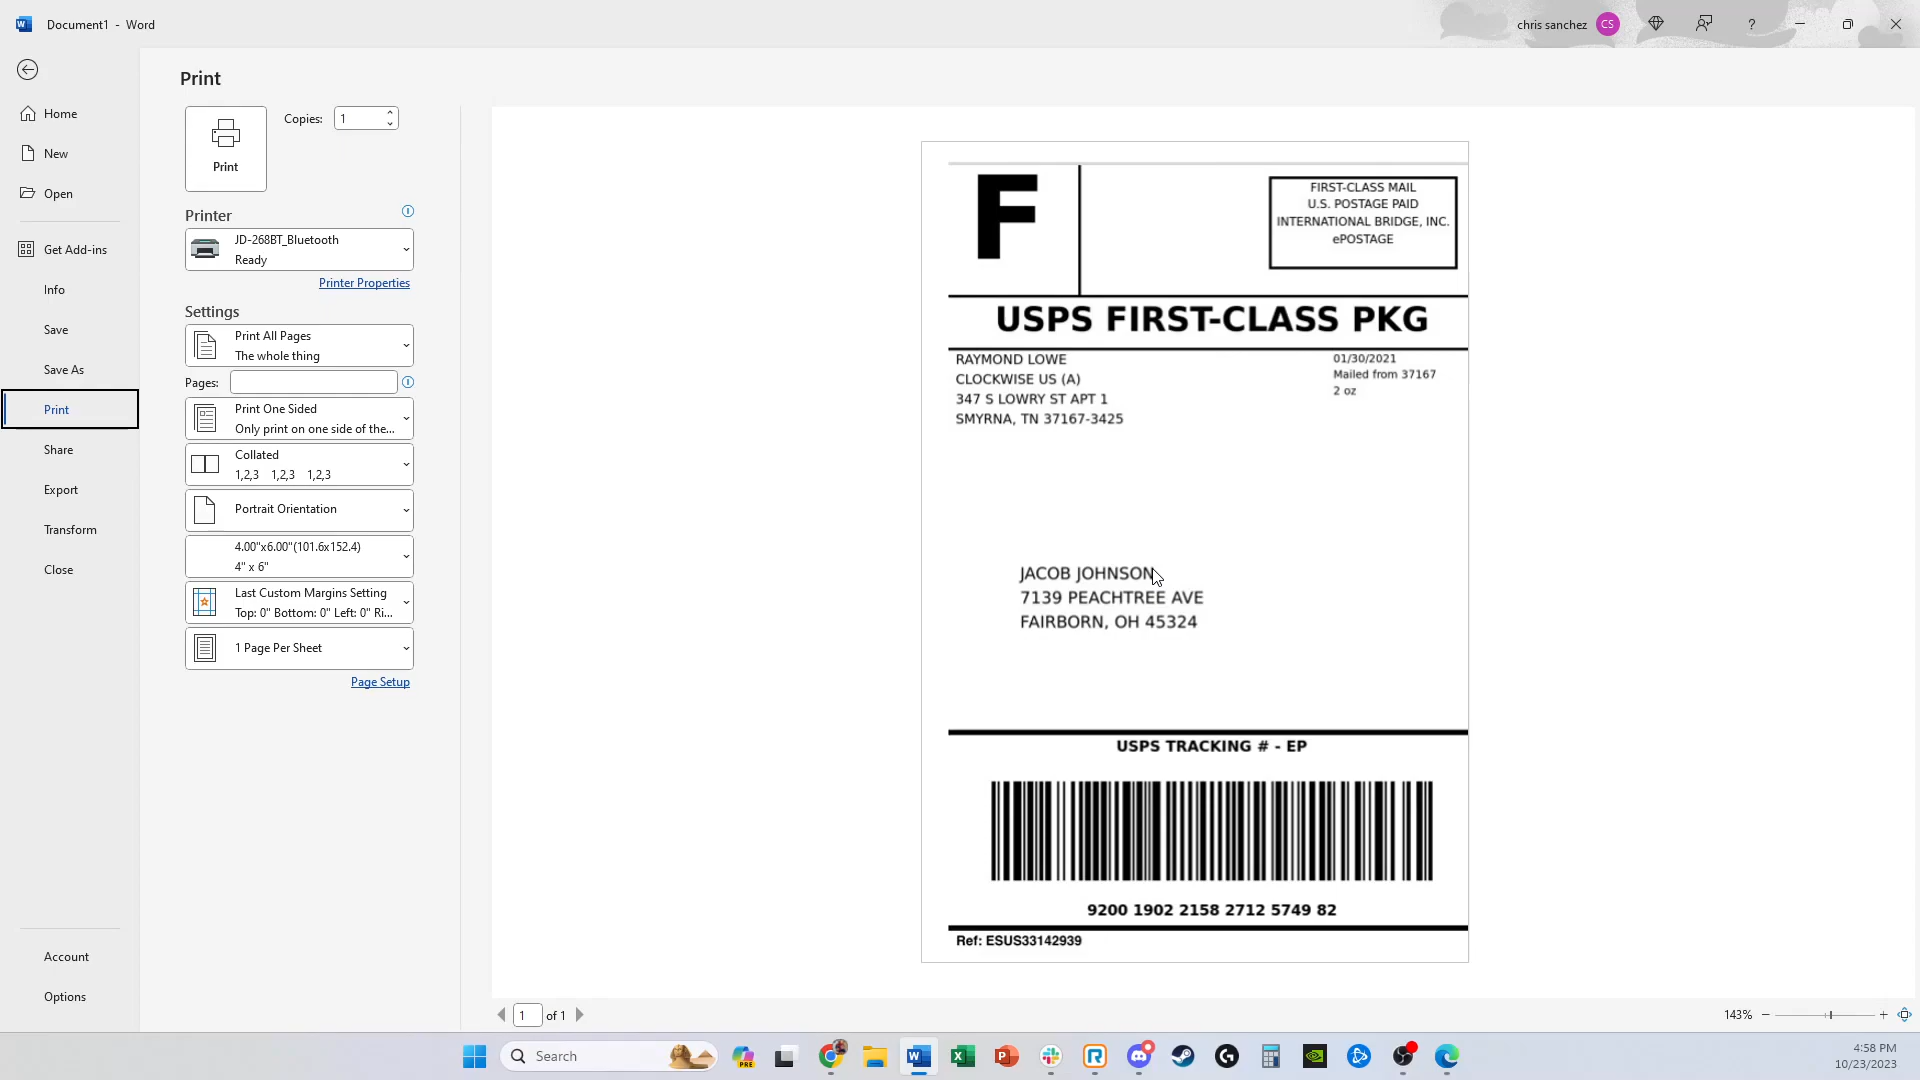 Document1 - Word
chris sanchez
CS
?
Home
New
Open
Get Add-ins
Info
Save
Save As
Print
Share
Export
Transform
Close
Account
Options
Print
Print
Copies: 1
Printer
JD-268BT_Bluetooth
Ready
Printer Properties
Settings
Print All Pages
The whole thing
Pages:
Print One Sided
Only print on one side of the...
Collated
1,2,3 1,2,3 1,2,3
Portrait Orientation
4.00"x6.00"(101.6x152.4)
4" x 6"
Last Custom Margins Setting
Top: 0" Bottom: 0" Left: 0" Ri...
1 Page Per Sheet
Page Setup
F
FIRST-CLASS MAIL
U.S. POSTAGE PAID
INTERNATIONAL BRIDGE, INC.
ePOSTAGE
USPS FIRST-CLASS PKG
RAYMOND LOWE
CLOCKWISE US (A)
347 S LOWRY ST APT 1
SMYRNA, TN 37167-3425
01/30/2021
Mailed from 37167
2 oz
JACOB JOHNSON
7139 PEACHTREE AVE
FAIRBORN, OH 45324
USPS TRACKING # - EP
9200 1902 2158 2712 5749 82
Ref: ESUS33142939
1 of 1
143%
Search
PRE
4:58 PM
10/23/2023